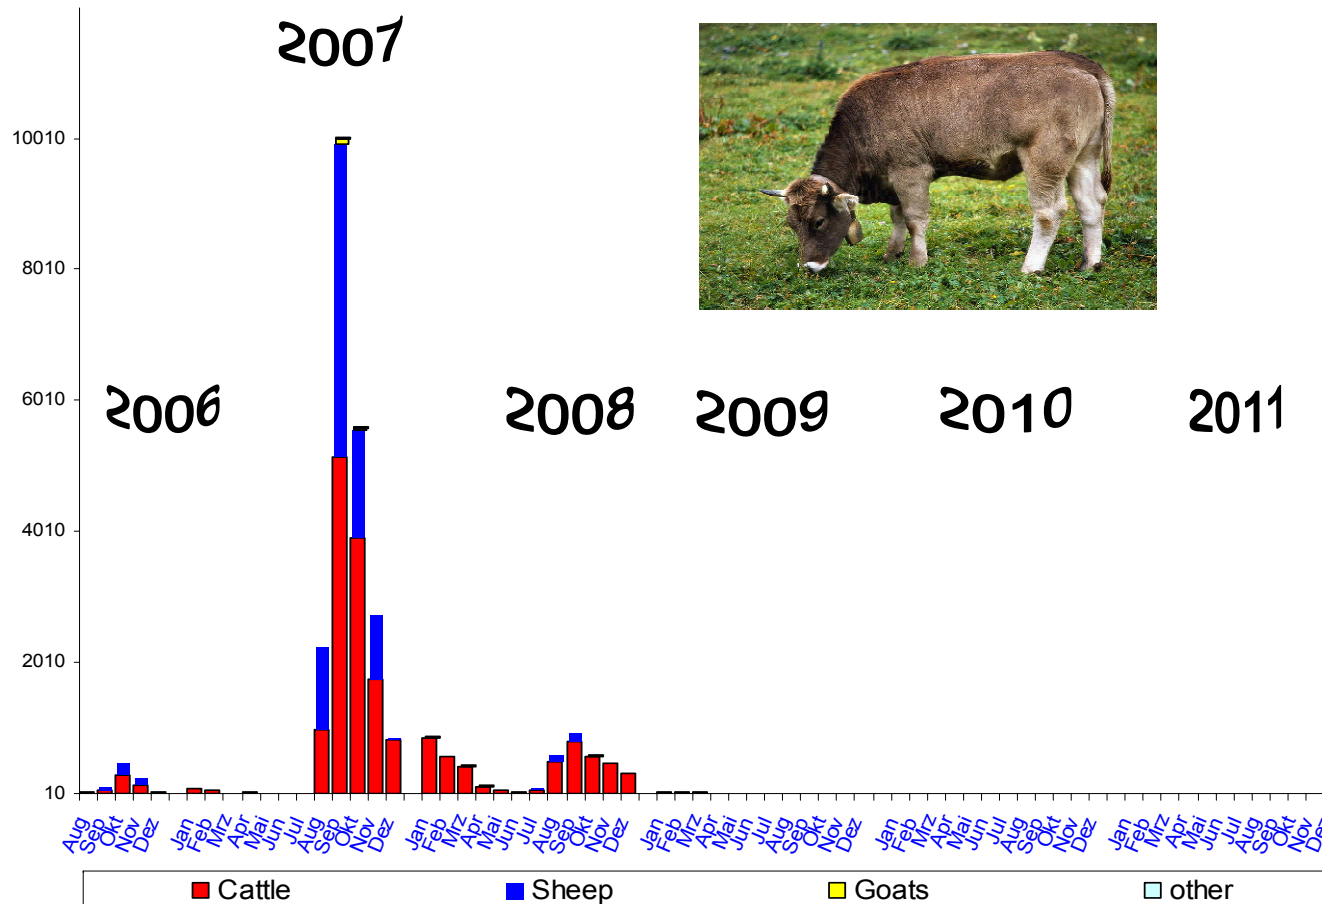 2007
10010
8010
6010
2006 2008 2009 2010 2011
4010
2010
10
Aug Sep Okt Nov Dez Jan Feb Mrz Apr Mai Jun Jul Aug Sep Okt Nov Dez Jan Feb Mrz Apr Mai Jun Jul Aug Sep Okt Nov Dez Jan Feb Mrz Apr Mai Jun Jul Aug Sep Okt Nov Dez Jan Feb Mrz Apr Mai Jun Jul Aug Sep Okt Nov Dez Jan Feb Mrz Apr Mai Jun Jul Aug Sep Okt Nov Dez
Cattle Sheep Goats other